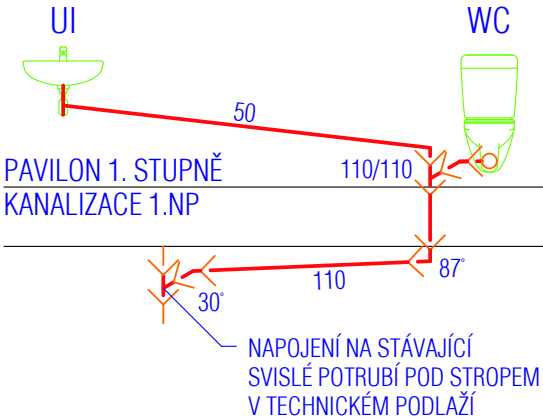 UI
WC
50
PAVILON 1. STUPNĚ
110/110
KANALIZACE 1.NP
110
87°
30°
NAPOJENÍ NA STÁVAJÍCÍ
SVISLÉ POTRUBÍ POD STROPEM
V TECHNICKÉM PODLAŽÍ